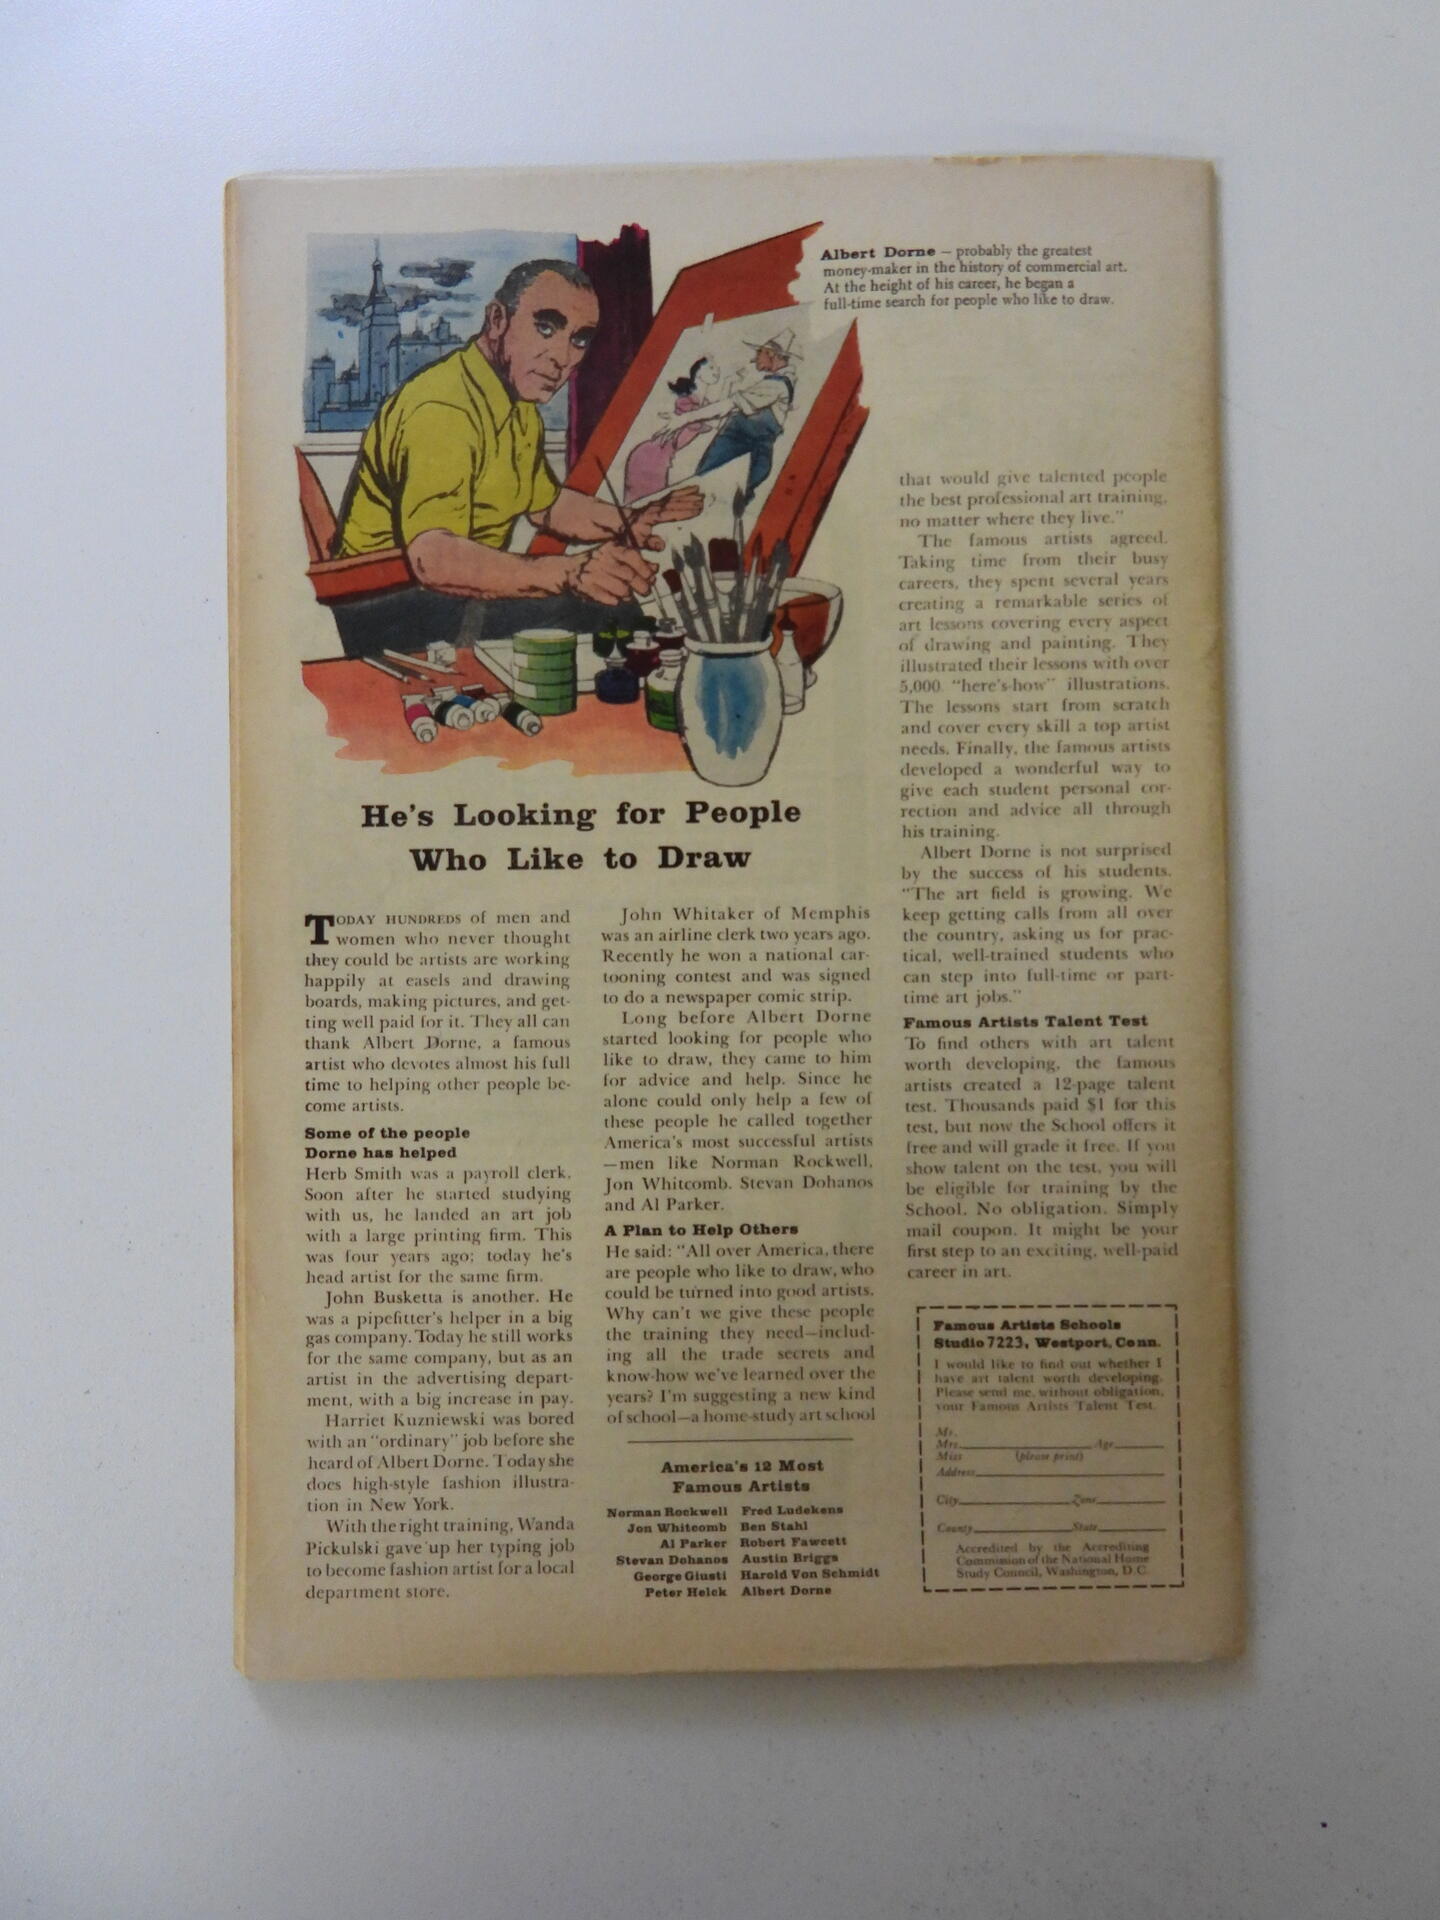 Albert Dorne — probably the greatest
money-maker in the history of commercial art.
At the height of his career, he began a
full-time search for people who like to draw.
He's Looking for People
Who Like to Draw
TODAY HUNDREDS of men and
women who never thought
they could be artists are working
happily at easels and drawing
boards, making pictures, and get-
ting well paid for it. They all can
thank Albert Dorne, a famous
artist who devotes almost his full
time to helping other people be-
come artists.
Some of the people
Dorne has helped
Herb Smith was a payroll clerk.
Soon after he started studying
with us, he landed an art job
with a large printing firm. This
was four years ago; today he's
head artist for the same firm.
John Busketta is another. He
was a pipefitter's helper in a big
gas company. Today he still works
for the same company, but as an
artist in the advertising depart-
ment, with a big increase in pay.
Harriet Kuzniewski was bored
with an "ordinary" job before she
heard of Albert Dorne. Today she
does high-style fashion illustra-
tion in New York.
With the right training, Wanda
Pickulski gave up her typing job
to become fashion artist for a local
department store.
John Whitaker of Memphis
was an airline clerk two years ago.
Recently he won a national car-
tooning contest and was signed
to do a newspaper comic strip.
Long before Albert Dorne
started looking for people who
like to draw, they came to him
for advice and help. Since he
alone could only help a few of
these people he called together
America's most successful artists
—men like Norman Rockwell,
Jon Whitcomb. Stevan Dohanos
and Al Parker.
A Plan to Help Others
He said: "All over America, there
are people who like to draw, who
could be turned into good artists.
Why can't we give these people
the training they need—includ-
ing all the trade secrets and
know-how we've learned over the
years? I'm suggesting a new kind
of school—a home-study art school
America's 12 Most
Famous Artists
Norman Rockwell Fred Ludekens
Jon Whitcomb Ben Stahl
Al Parker Robert Fawcett
Stevan Dohanos Austin Briggs
George Giusti Harold Von Schmidt
Peter Helck Albert Dorne
that would give talented people
the best professional art training,
no matter where they live."
The famous artists agreed.
Taking time from their busy
careers, they spent several years
creating a remarkable series of
art lessons covering every aspect
of drawing and painting. They
illustrated their lessons with over
5,000 "here's-how" illustrations.
The lessons start from scratch
and cover every skill a top artist
needs. Finally, the famous artists
developed a wonderful way to
give each student personal cor-
rection and advice all through
his training.
Albert Dorne is not surprised
by the success of his students.
"The art field is growing. We
keep getting calls from all over
the country, asking us for prac-
tical, well-trained students who
can step into full-time or part-
time art jobs."
Famous Artists Talent Test
To find others with art talent
worth developing, the famous
artists created a 12-page talent
test. Thousands paid $1 for this
test, but now the School offers it
free and will grade it free. If you
show talent on the test, you will
be eligible for training by the
School. No obligation. Simply
mail coupon. It might be your
first step to an exciting, well-paid
career in art.
Famous Artists Schools
Studio 7223, Westport, Conn.
I would like to find out whether I
have art talent worth developing.
Please send me, without obligation,
your Famous Artists Talent Test.
Mr.
Mrs. Age
Miss (please print)
Address
City Zone
County State
Accredited by the Accrediting
Commission of the National Home
Study Council, Washington, D.C.